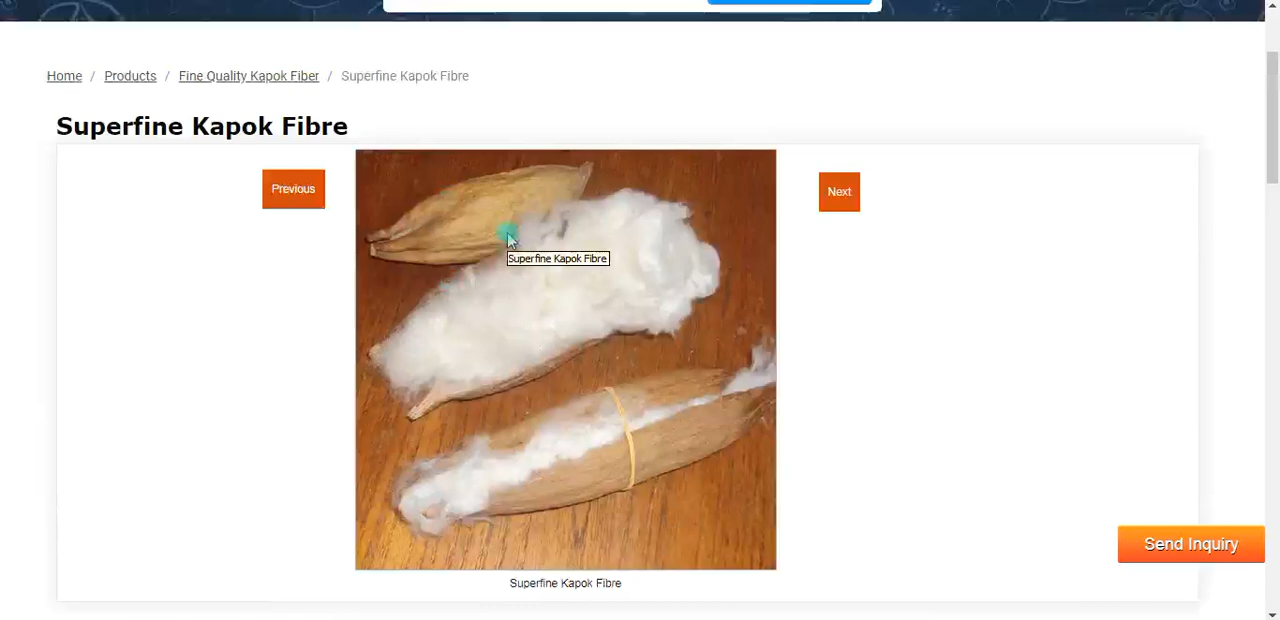 Home / Products / Fine Quality Kapok Fiber / Superfine Kapok Fibre
Superfine Kapok Fibre
Previous
Next
Superfine Kapok Fibre
Send Inquiry
Superfine Kapok Fibre